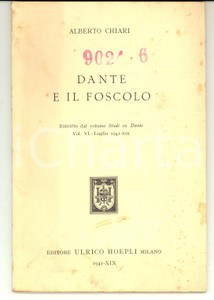 ALBERTO CHIARI
9024.6
DANTE
E IL FOSCOLO
Estratto dal volume Studi su Dante
Vol. VI - Luglio 1941-XIX
EDITORE ULRICO HOEPLI MILANO
1941-XIX